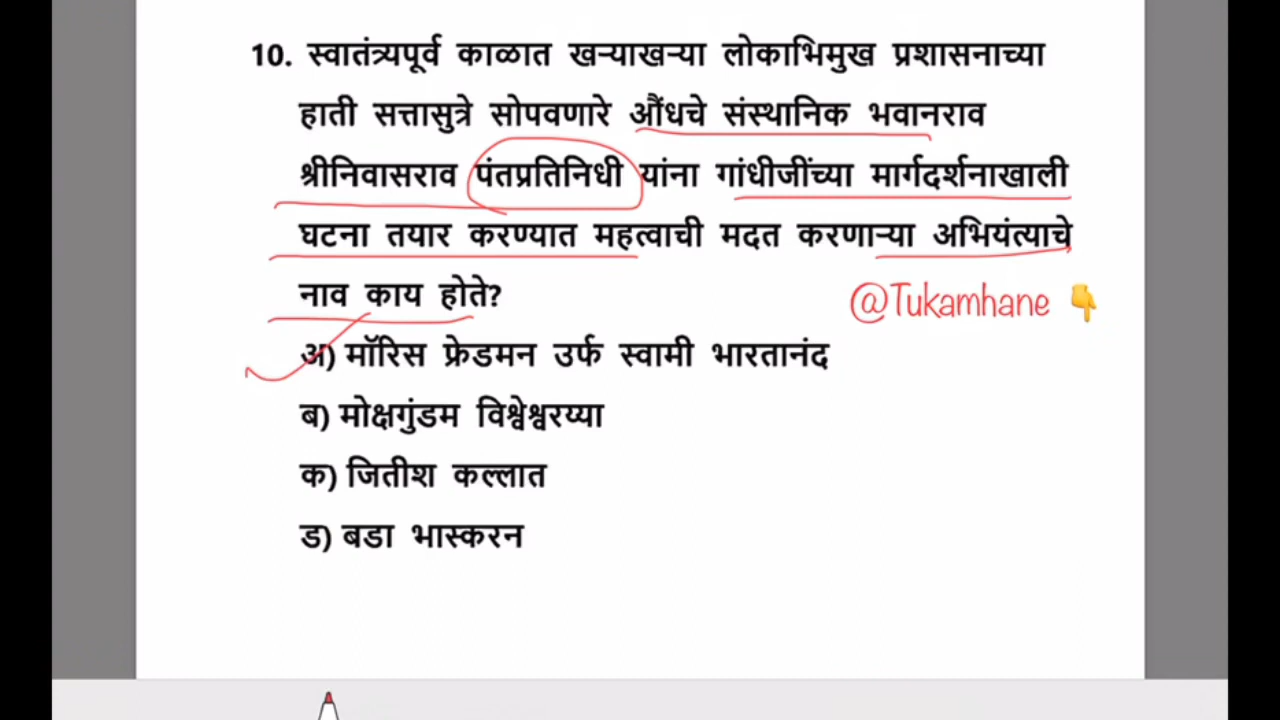 10. स्वातंत्र्यपूर्व काळात खऱ्याखऱ्या लोकाभिमुख प्रशासनाच्या
हाती सत्तासुत्रे सोपवणारे औंधचे संस्थानिक भवानराव
श्रीनिवासराव पंतप्रतिनिधी यांना गांधीजींच्या मार्गदर्शनाखाली
घटना तयार करण्यात महत्वाची मदत करणाऱ्या अभियंत्याचे
नाव काय होते?
@Tukamhane 👇
अ) मॉरिस फ्रेडमन उर्फ स्वामी भारतानंद
ब) मोक्षगुंडम विश्वेश्वरय्या
क) जितीश कल्लात
ड) बडा भास्करन